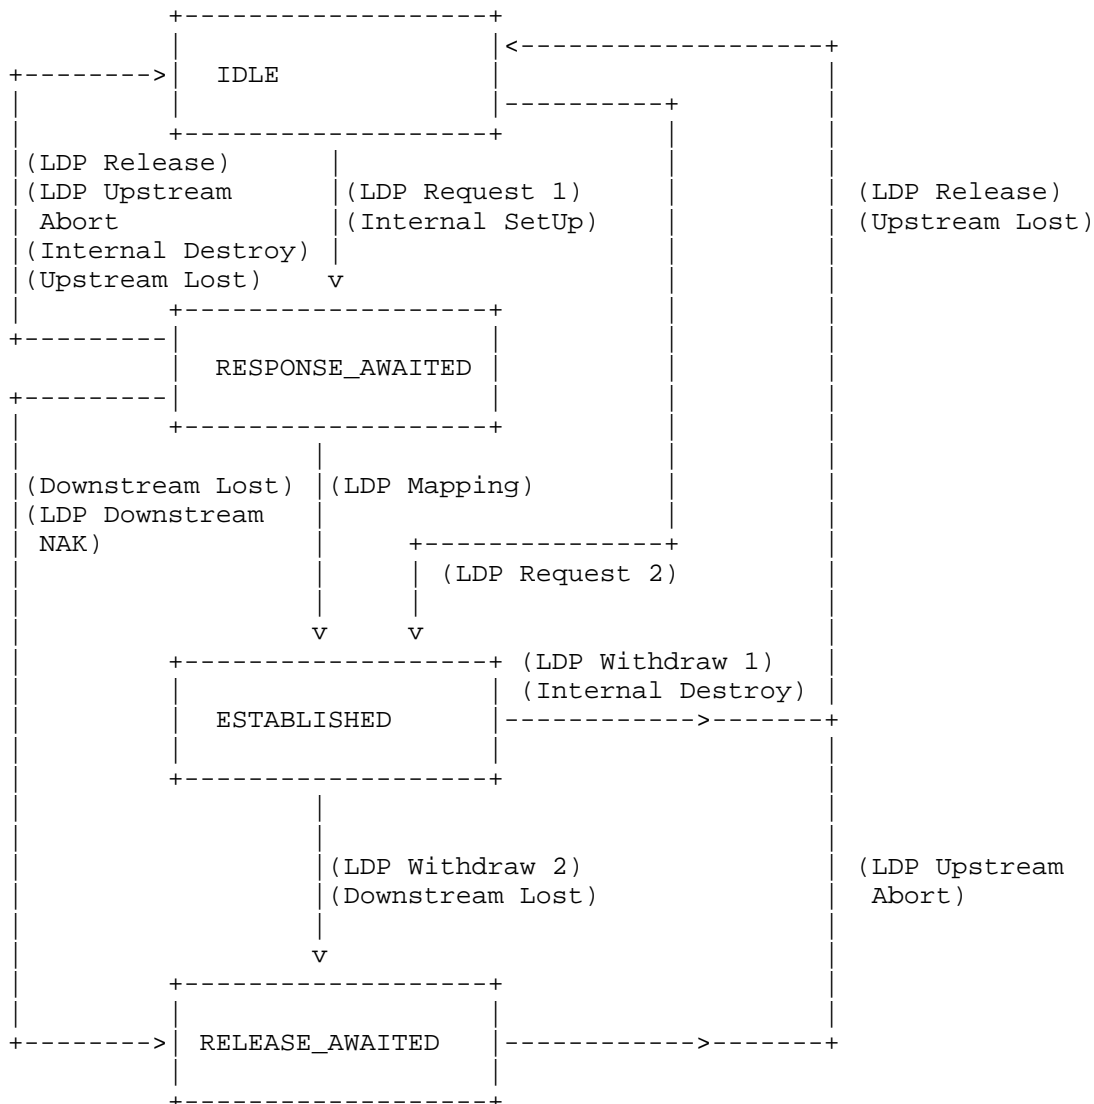 IDLE
(LDP Release)
(LDP Upstream (LDP Request 1) (LDP Release)
Abort (Internal SetUp) (Upstream Lost)
(Internal Destroy)
(Upstream Lost)
RESPONSE_AWAITED
(Downstream Lost) (LDP Mapping)
(LDP Downstream
NAK)
(LDP Request 2)
(LDP Withdraw 1)
(Internal Destroy)
ESTABLISHED
(LDP Withdraw 2) (LDP Upstream
(Downstream Lost) Abort)
RELEASE_AWAITED